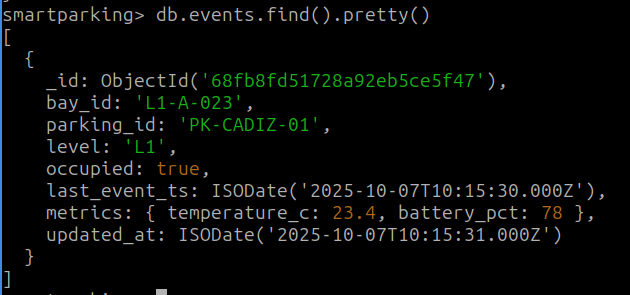 smartparking> db.events.find().pretty()
[
  {
    _id: ObjectId('68fb8fd51728a92eb5ce5f47'),
    bay_id: 'L1-A-023',
    parking_id: 'PK-CADIZ-01',
    level: 'L1',
    occupied: true,
    last_event_ts: ISODate('2025-10-07T10:15:30.000Z'),
    metrics: { temperature_c: 23.4, battery_pct: 78 },
    updated_at: ISODate('2025-10-07T10:15:31.000Z')
  }
]